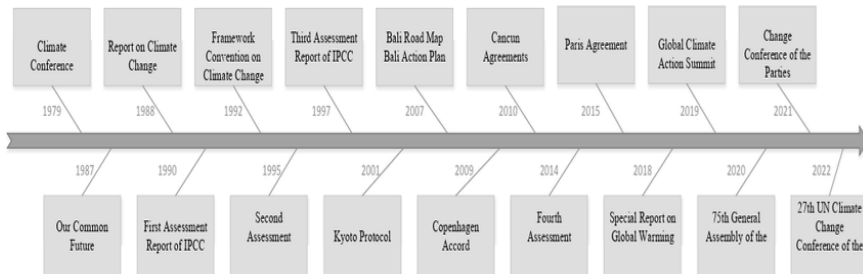 Climate
Conference
Report on Climate
Change
Framework
Convention on
Climate Change
Third Assessment
Report of IPCC
Bali Road Map
Bali Action Plan
Cancun
Agreements
Paris Agreement
Global Climate
Action Summit
Change
Conference of the
Parties
1979
1988
1992
1997
2007
2010
2015
2019
2021
1987
1990
1995
2001
2009
2014
2018
2020
2022
Our Common
Future
First Assessment
Report of IPCC
Second
Assessment
Kyoto Protocol
Copenhagen
Accord
Fourth
Assessment
Special Report on
Global Warming
75th General
Assembly of the
27th UN Climate
Change
Conference of the